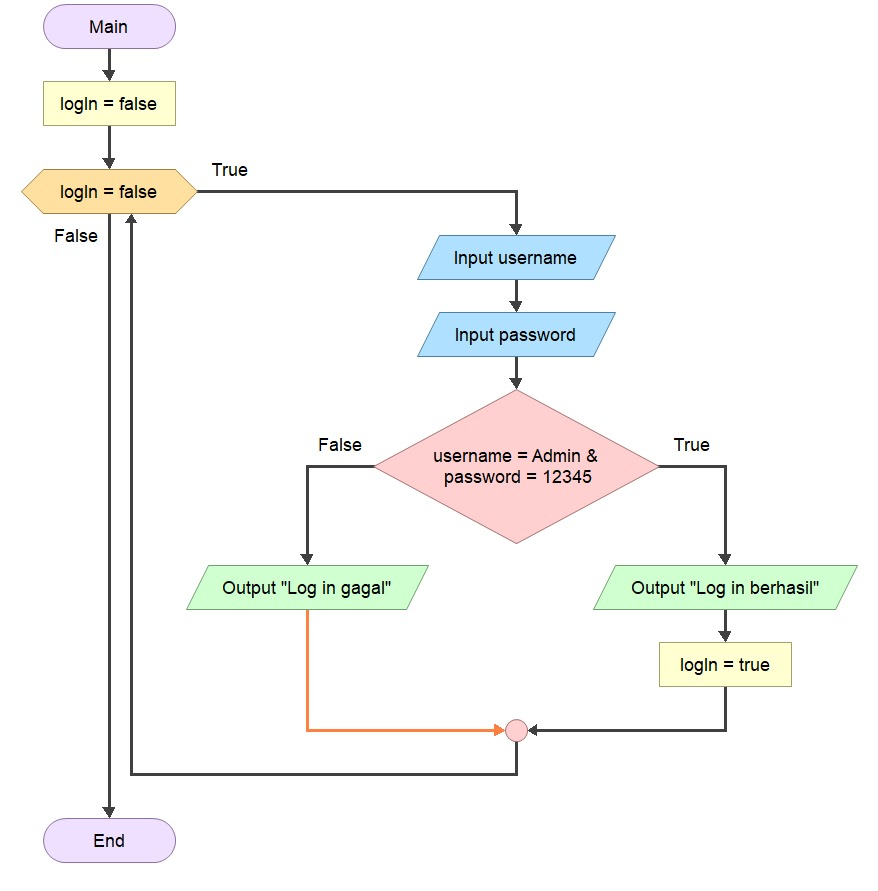 Main
logIn = false
logIn = false
True
False
Input username
Input password
username = Admin &
password = 12345
False
True
Output "Log in gagal"
Output "Log in berhasil"
logIn = true
End